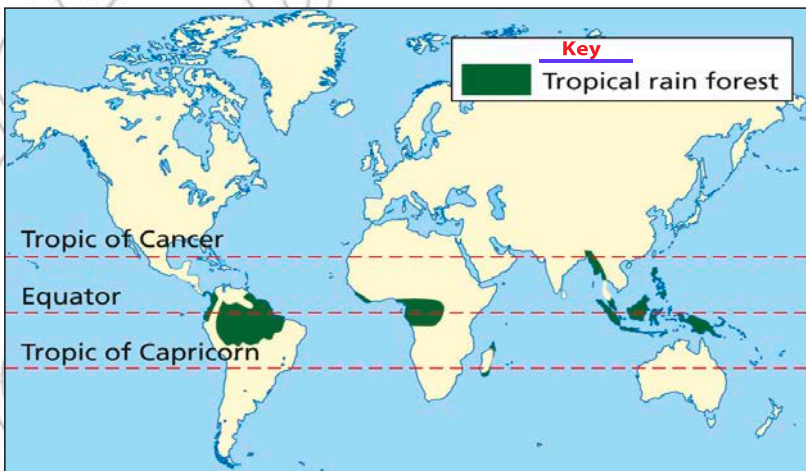 Key
Tropical rain forest
Tropic of Cancer
Equator
Tropic of Capricorn